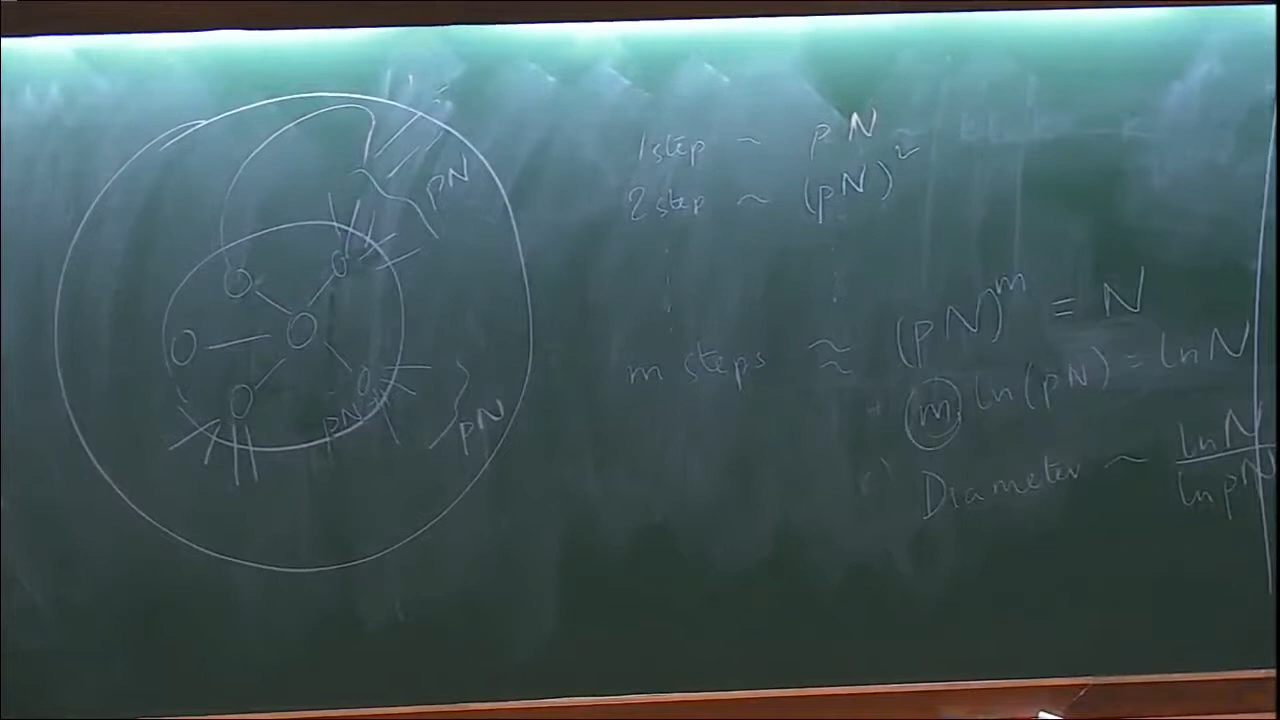 pN
pN
pN
1 step ~ pN
2 step ~ (pN)²
m steps ≈ (pN)^m = N
m ln(pN) = ln N
Diameter ~ ln N / ln pN